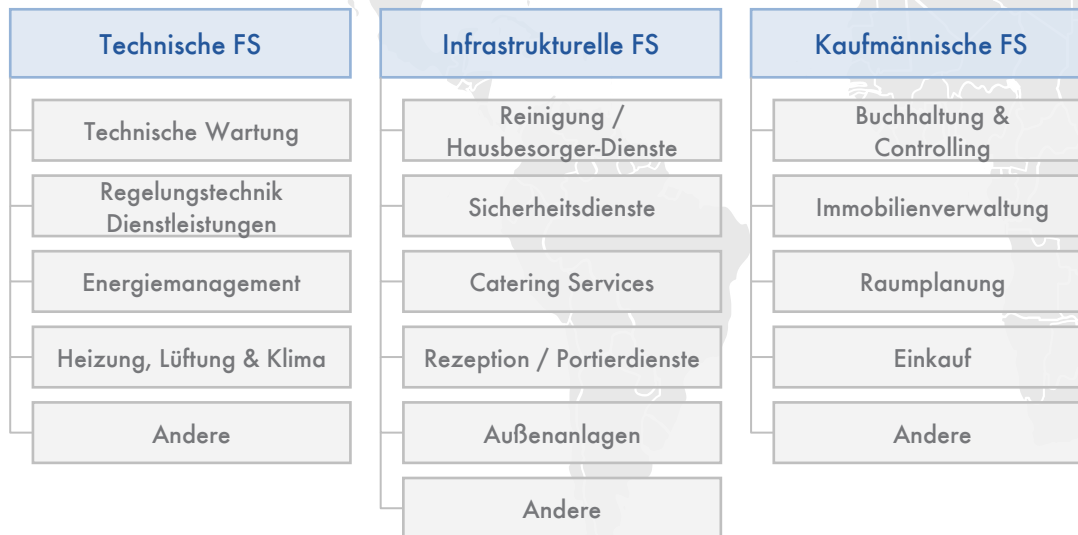 Technische FS
Technische Wartung
Regelungstechnik
Dienstleistungen
Energiemanagement
Heizung, Lüftung & Klima
Andere
Infrastrukturelle FS
Reinigung /
Hausbesorger-Dienste
Sicherheitsdienste
Catering Services
Rezeption / Portierdienste
Außenanlagen
Andere
Kaufmännische FS
Buchhaltung &
Controlling
Immobilienverwaltung
Raumplanung
Einkauf
Andere